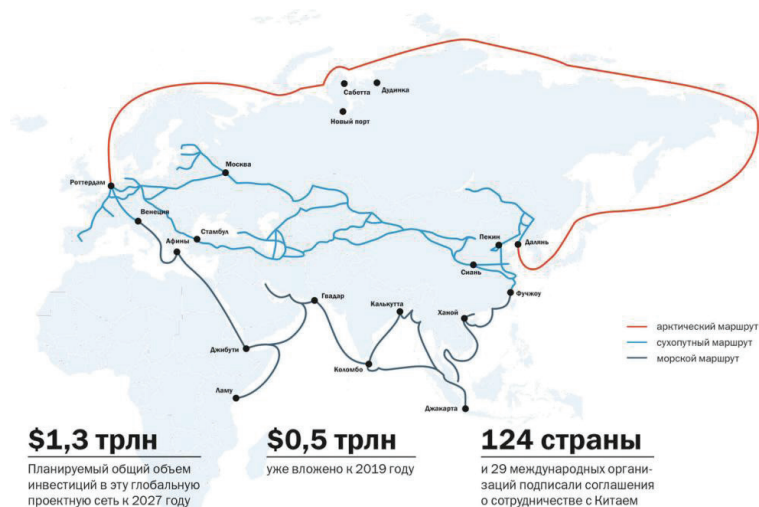 Сабетта
Дудинка
Новый порт
Москва
Роттердам
Венеция
Стамбул
Афины
Пекин
Далянь
Сиань
Фучжоу
Гвадар
Калькутта
Ханой
Джибути
Коломбо
Ламу
Джакарта
арктический маршрут
сухопутный маршрут
морской маршрут
$1,3 трлн
Планируемый общий объем
инвестиций в эту глобальную
проектную сеть к 2027 году
$0,5 трлн
уже вложено к 2019 году
124 страны
и 29 международных органи-
заций подписали соглашения
о сотрудничестве с Китаем